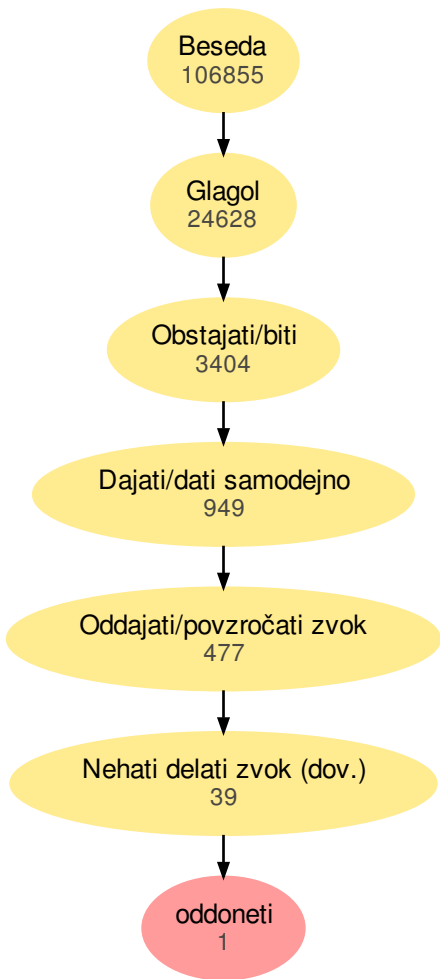 Beseda
106855
Glagol
24628
Obstajati/biti
3404
Dajati/dati samodejno
949
Oddajati/povzročati zvok
477
Nehati delati zvok (dov.)
39
oddoneti
1